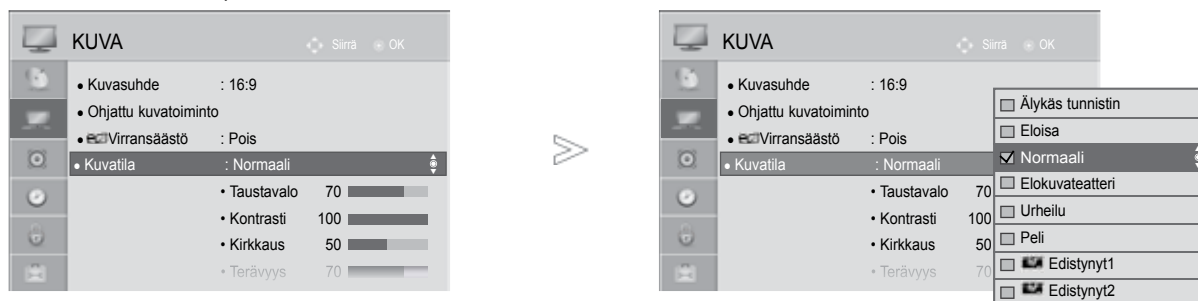 KUVA
Siirrä OK
• Kuvasuhde : 16:9
• Ohjattu kuvatoiminto
• Virransäästö : Pois
• Kuvatila : Normaali
• Taustavalo 70
• Kontrasti 100
• Kirkkaus 50
• Terävyys 70
KUVA
Siirrä OK
• Kuvasuhde : 16:9
• Ohjattu kuvatoiminto
• Virransäästö : Pois
• Kuvatila : Normaali
• Taustavalo 70
• Kontrasti 100
• Kirkkaus 50
• Terävyys 70
Älykäs tunnistin
Eloisa
Normaali
Elokuvateatteri
Urheilu
Peli
Edistynyt1
Edistynyt2